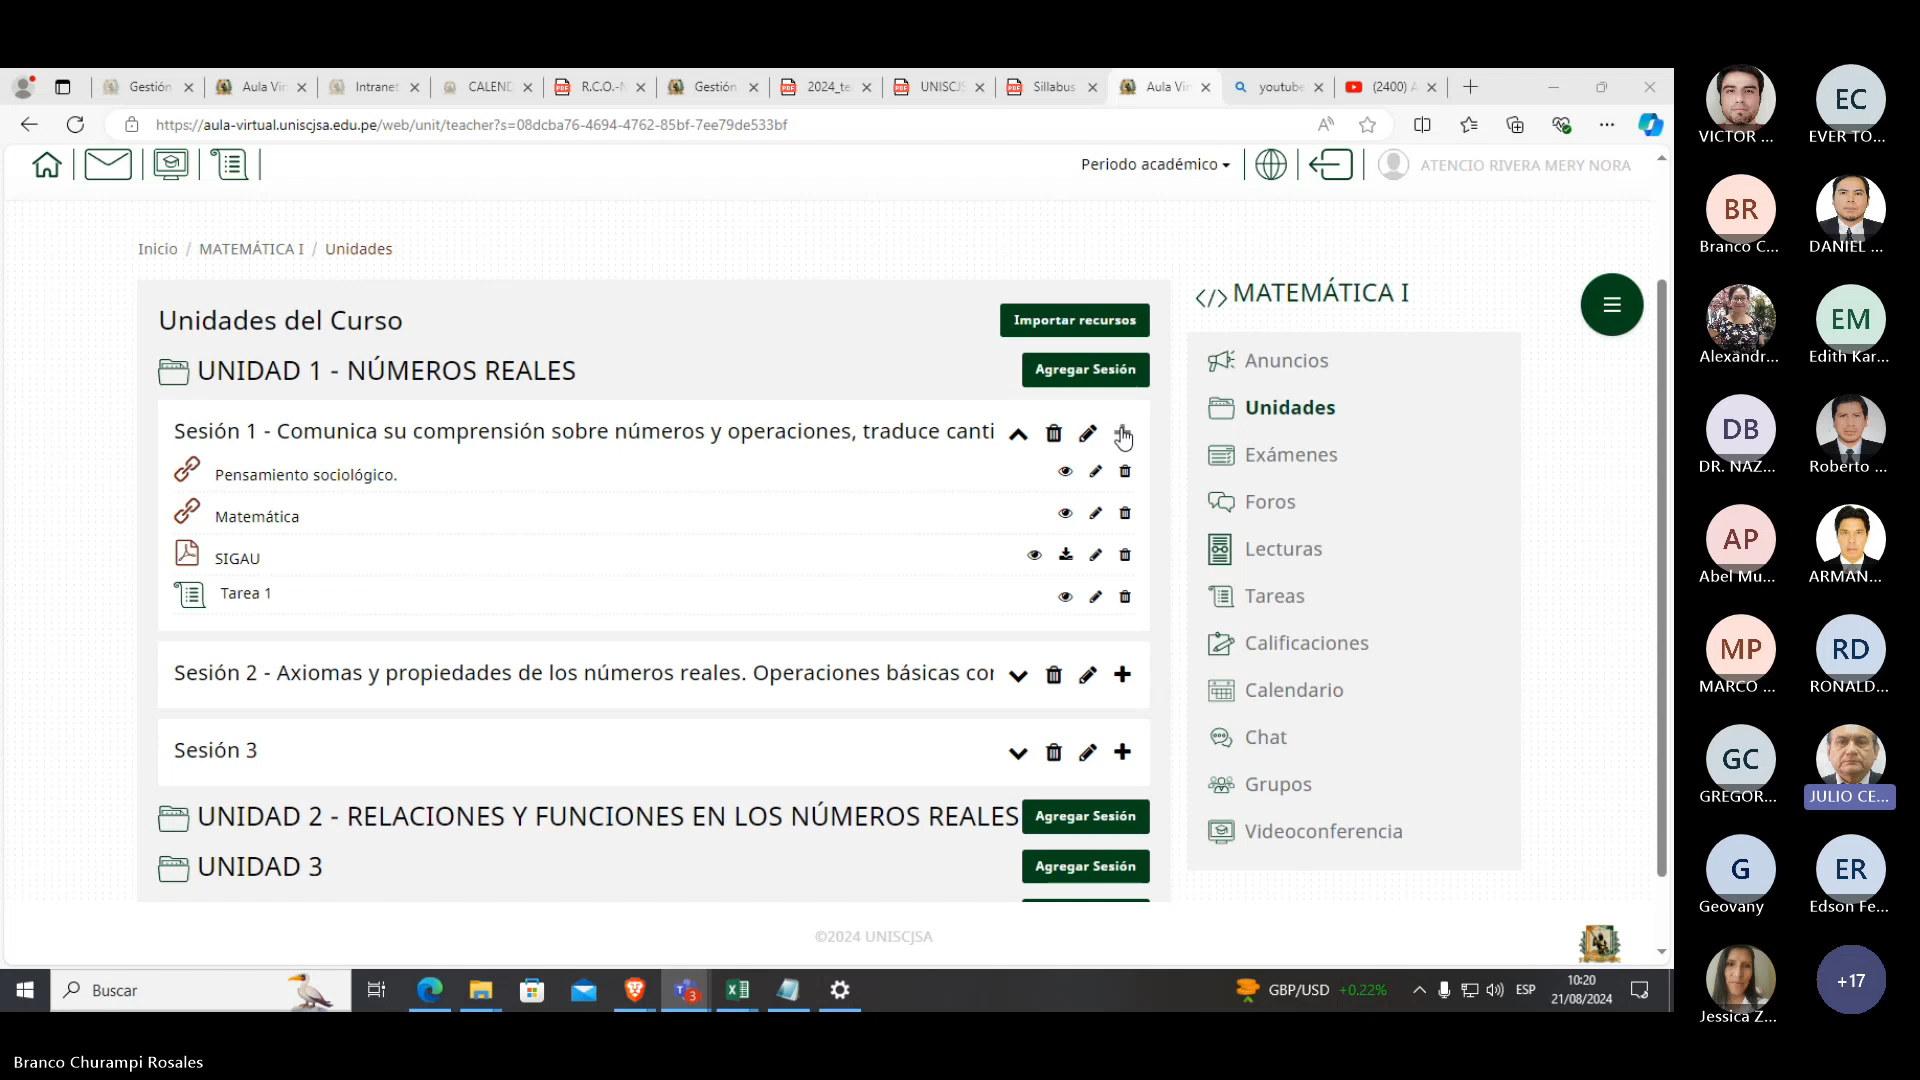 Gestión
Aula Vir
Intranet
CALEND
R.C.O.-N
Gestión
2024_te
UNISCJS
Sillabus
Aula Vir
youtube
(2400) A
https://aula-virtual.uniscjsa.edu.pe/web/unit/teacher?s=08dcba76-4694-4762-85bf-7ee79de533bf
Periodo académico
ATENCIO RIVERA MERY NORA
Inicio / MATEMÁTICA I / Unidades
Unidades del Curso
Importar recursos
UNIDAD 1 - NÚMEROS REALES
Agregar Sesión
Sesión 1 - Comunica su comprensión sobre números y operaciones, traduce canti
Pensamiento sociológico.
Matemática
SIGAU
Tarea 1
Sesión 2 - Axiomas y propiedades de los números reales. Operaciones básicas cor
Sesión 3
UNIDAD 2 - RELACIONES Y FUNCIONES EN LOS NÚMEROS REALES
Agregar Sesión
UNIDAD 3
Agregar Sesión
</> MATEMÁTICA I
Anuncios
Unidades
Exámenes
Foros
Lecturas
Tareas
Calificaciones
Calendario
Chat
Grupos
Videoconferencia
©2024 UNISCJSA
Buscar
3
GBP/USD +0.22%
ESP
10:20
21/08/2024
VICTOR ...
EC
EVER TO...
BR
Branco C...
DANIEL ...
Alexandr...
EM
Edith Kar...
DB
DR. NAZ...
Roberto ...
AP
Abel Mu...
ARMAN...
MP
MARCO ...
RD
RONALD...
GC
GREGOR...
JULIO CE...
G
Geovany
ER
Edson Fe...
Jessica Z...
+17
Branco Churampi Rosales